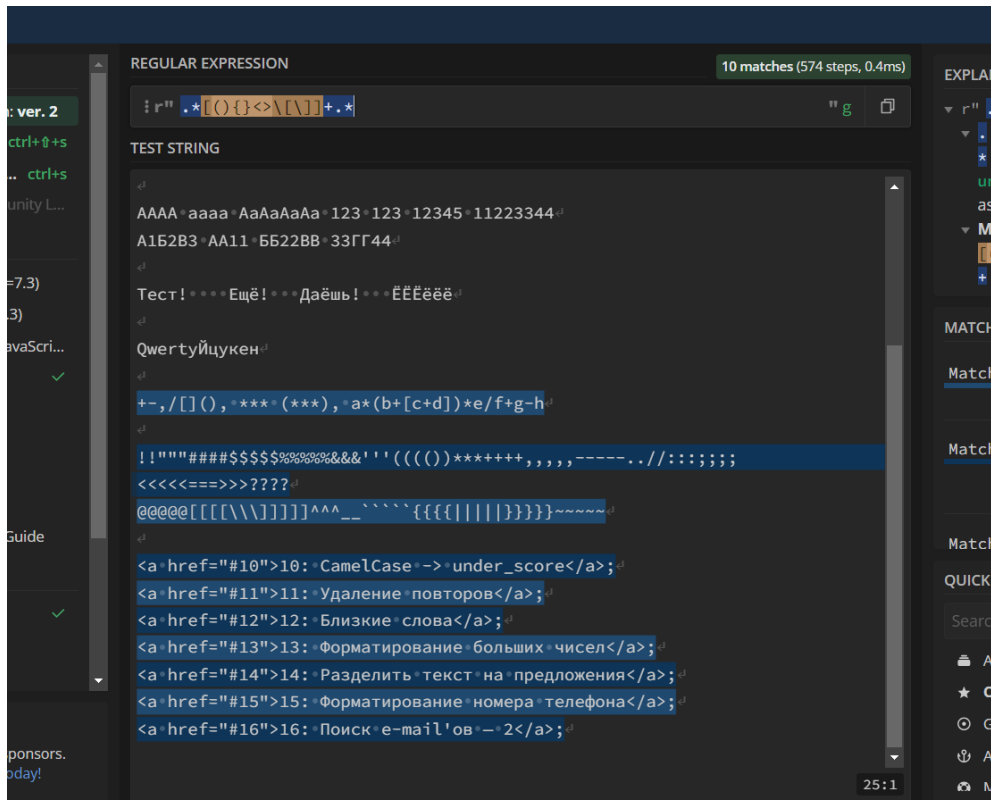 REGULAR EXPRESSION
10 matches (574 steps, 0.4ms)
r" .*[(){}<>\[\]]+.* " g
TEST STRING
AAAA aaaa AaAaAaAa 123 123 12345 11223344
А1Б2В3 АА11 ББ22ВВ 33ГГ44
Тест!    Ещё!   Даёшь!   ЁЁЁёёё
QwertyЙцукен
+-,/[](), *** (***), a*(b+[c+d])*e/f+g-h
!!"""####$$$$$%%%%%&&&'''(((())***++++,,,,,-----..//:::;;;;
<<<<<===>>>????
@@@@@[[[[\\\]]]]]^^^__`````{{{{|||||}}}}}~~~~~
<a href="#10">10: CamelCase -> under_score</a>;
<a href="#11">11: Удаление повторов</a>;
<a href="#12">12: Близкие слова</a>;
<a href="#13">13: Форматирование больших чисел</a>;
<a href="#14">14: Разделить текст на предложения</a>;
<a href="#15">15: Форматирование номера телефона</a>;
<a href="#16">16: Поиск e-mail'ов — 2</a>;
25:1
: ver. 2
ctrl+⇧+s
... ctrl+s
unity L...
=7.3)
.3)
avaScri...
Guide
ponsors.
oday!
EXPLA
r" .
.
*
un
as
M
[
+
MATCH
Match
Match
Match
QUICK
Searc